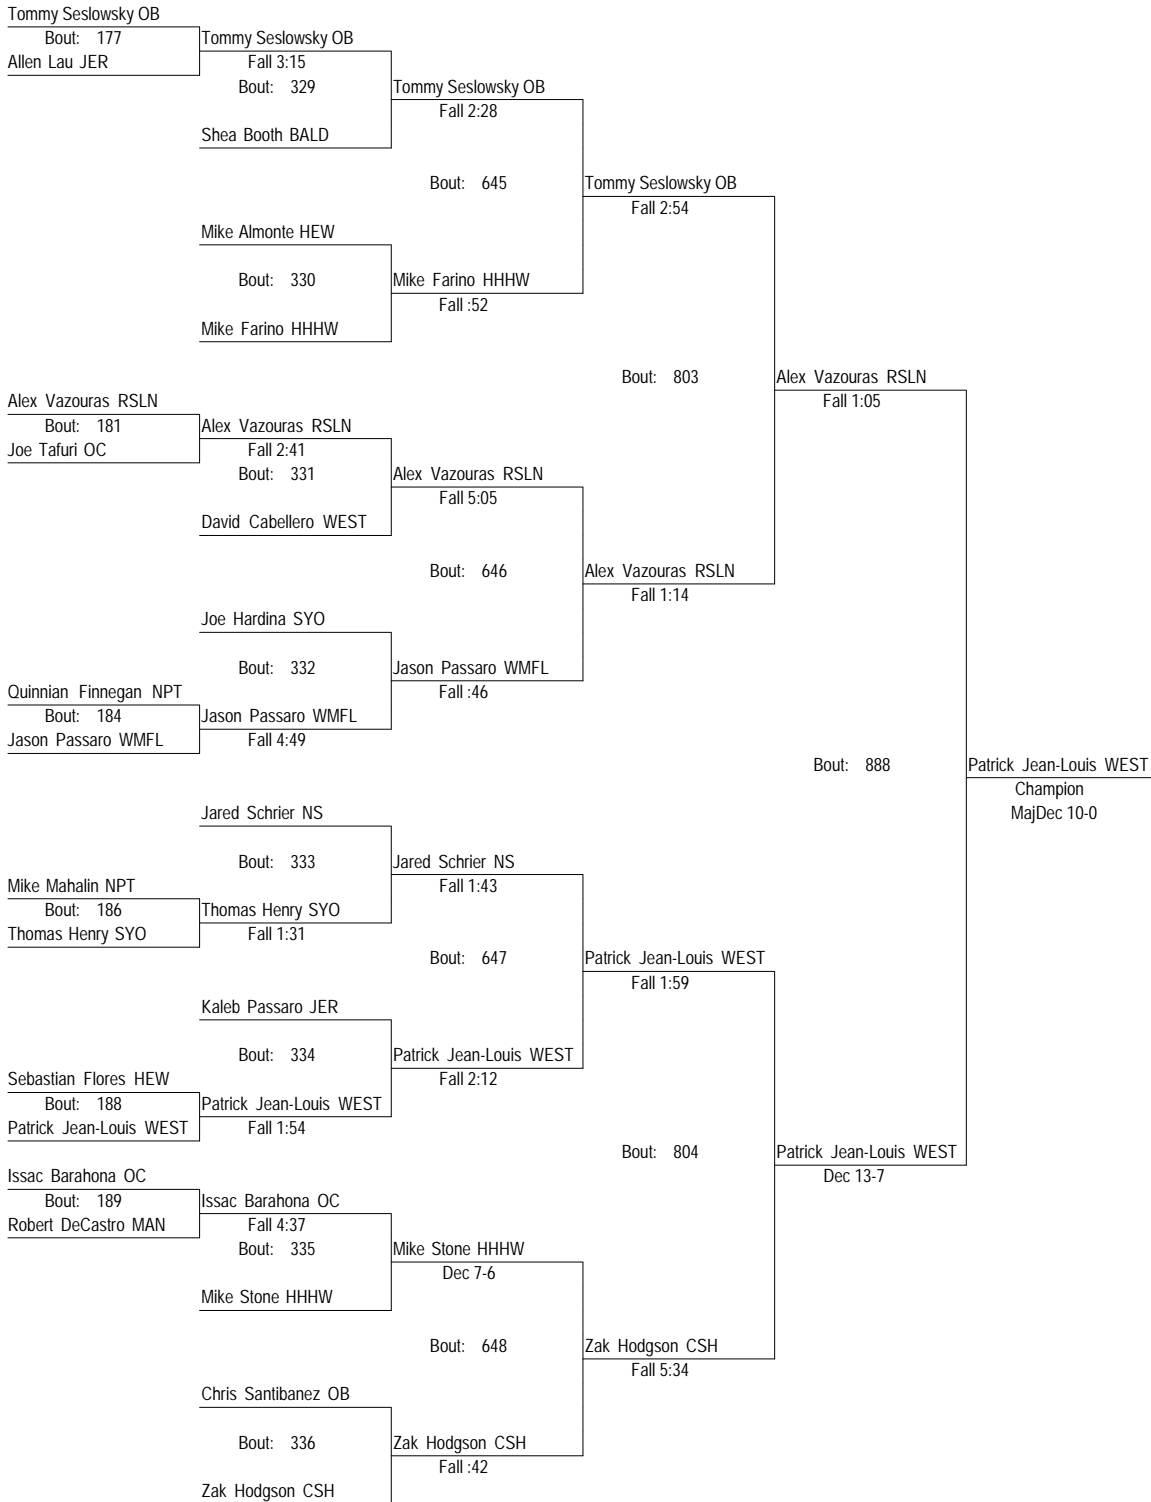 Tommy Seslowsky OB
Bout: 177
Tommy Seslowsky OB
Allen Lau JER
Fall 3:15
Bout: 329
Tommy Seslowsky OB
Fall 2:28
Shea Booth BALD
Bout: 645
Tommy Seslowsky OB
Fall 2:54
Mike Almonte HEW
Bout: 330
Mike Farino HHHW
Fall :52
Mike Farino HHHW
Bout: 803
Alex Vazouras RSLN
Fall 1:05
Alex Vazouras RSLN
Bout: 181
Alex Vazouras RSLN
Joe Tafuri OC
Fall 2:41
Bout: 331
Alex Vazouras RSLN
Fall 5:05
David Cabellero WEST
Bout: 646
Alex Vazouras RSLN
Fall 1:14
Joe Hardina SYO
Bout: 332
Jason Passaro WMFL
Fall :46
Quinnian Finnegan NPT
Bout: 184
Jason Passaro WMFL
Jason Passaro WMFL
Fall 4:49
Bout: 888
Patrick Jean-Louis WEST
Champion
MajDec 10-0
Jared Schrier NS
Bout: 333
Jared Schrier NS
Fall 1:43
Mike Mahalin NPT
Bout: 186
Thomas Henry SYO
Thomas Henry SYO
Fall 1:31
Bout: 647
Patrick Jean-Louis WEST
Fall 1:59
Kaleb Passaro JER
Bout: 334
Patrick Jean-Louis WEST
Fall 2:12
Sebastian Flores HEW
Bout: 188
Patrick Jean-Louis WEST
Patrick Jean-Louis WEST
Fall 1:54
Bout: 804
Patrick Jean-Louis WEST
Dec 13-7
Issac Barahona OC
Bout: 189
Issac Barahona OC
Robert DeCastro MAN
Fall 4:37
Bout: 335
Mike Stone HHHW
Dec 7-6
Mike Stone HHHW
Bout: 648
Zak Hodgson CSH
Fall 5:34
Chris Santibanez OB
Bout: 336
Zak Hodgson CSH
Fall :42
Zak Hodgson CSH